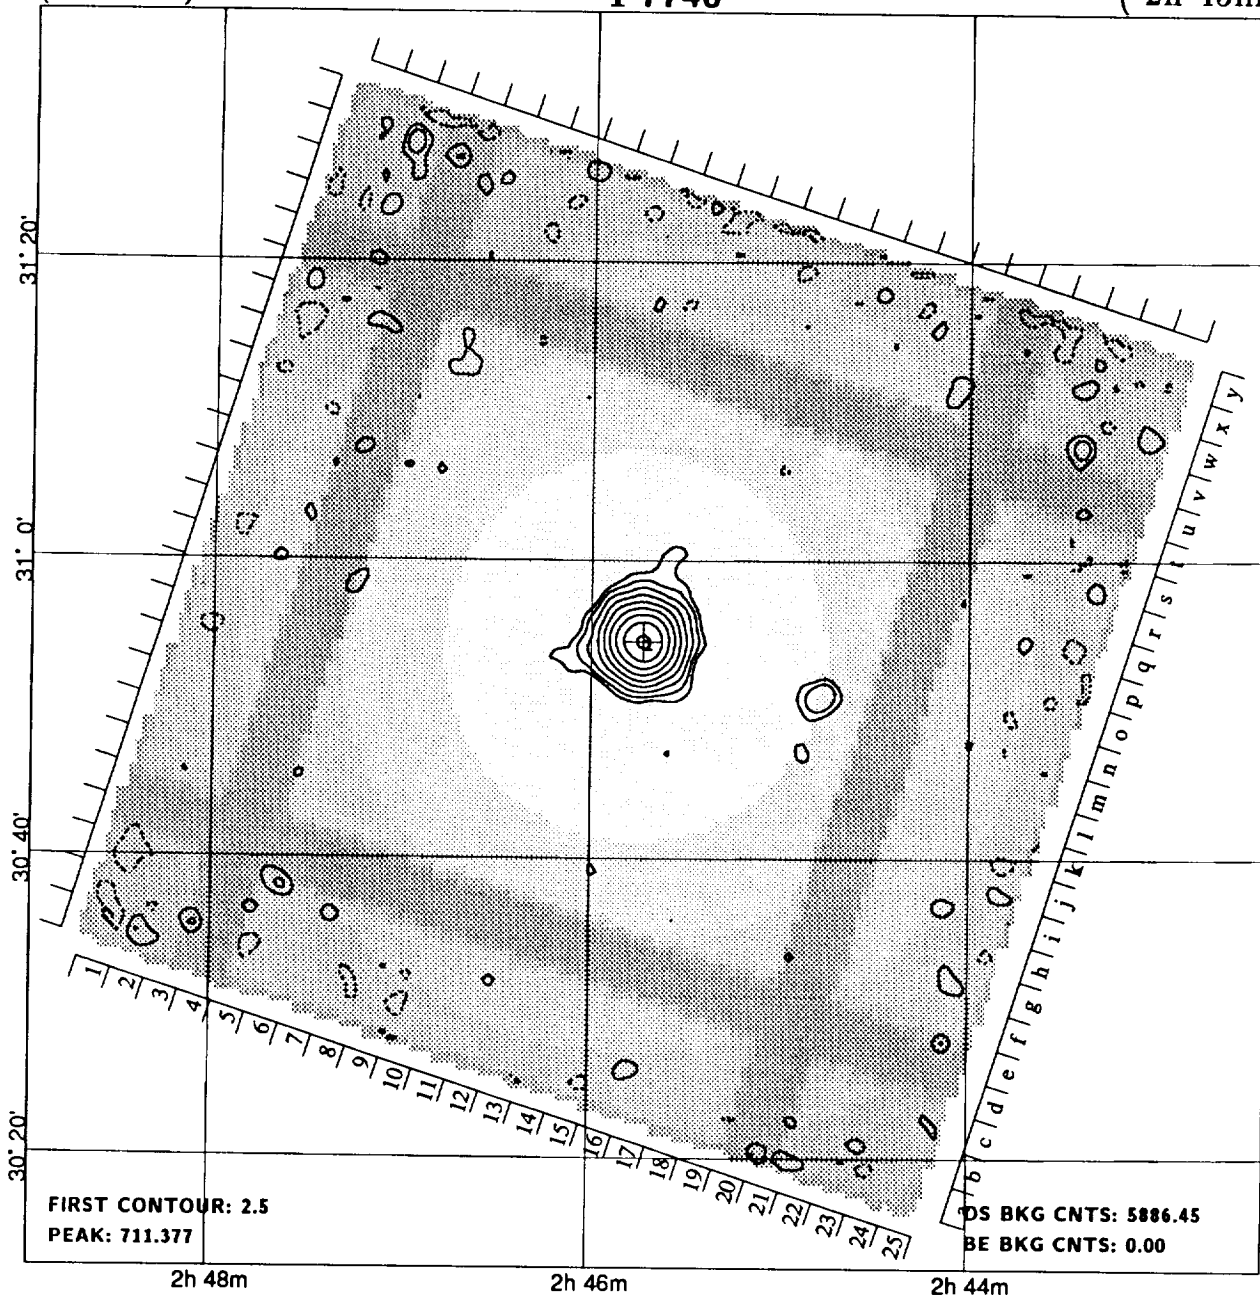 31° 20'
31° 0'
30° 40'
30° 20'
y
x
w
v
u
t
s
r
q
p
o
n
m
l
k
j
i
h
g
f
e
d
c
b
a
1 2 3 4 5 6 7 8 9 10 11 12 13 14 15 16 17 18 19 20 21 22 23 24 25
FIRST CONTOUR: 2.5
PEAK: 711.377
DS BKG CNTS: 5886.45
BE BKG CNTS: 0.00
2h 48m 2h 46m 2h 44m